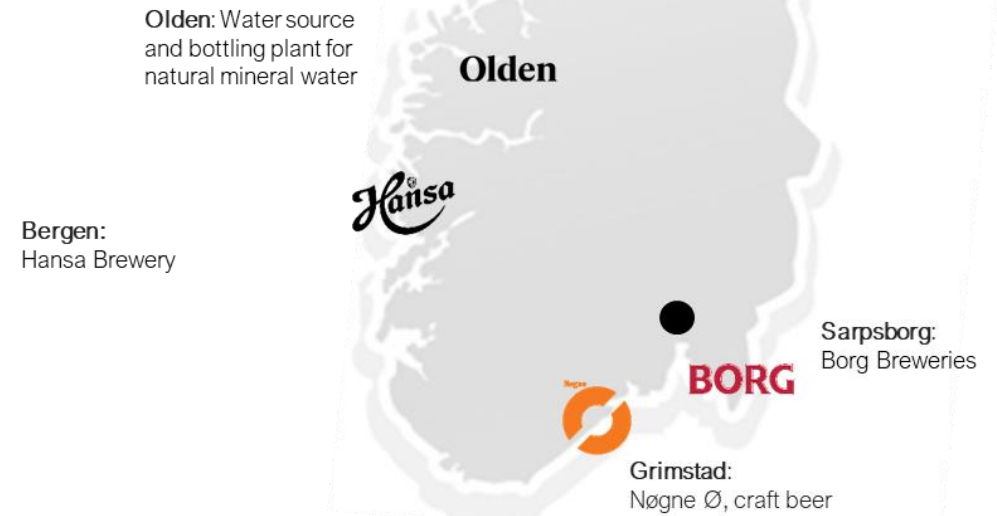 Olden: Water source
and bottling plant for
natural mineral water
Olden
Hansa
Bergen:
Hansa Brewery
Sarpsborg:
Borg Breweries
BORG
Nøgne
Ø
Grimstad:
Nøgne Ø, craft beer